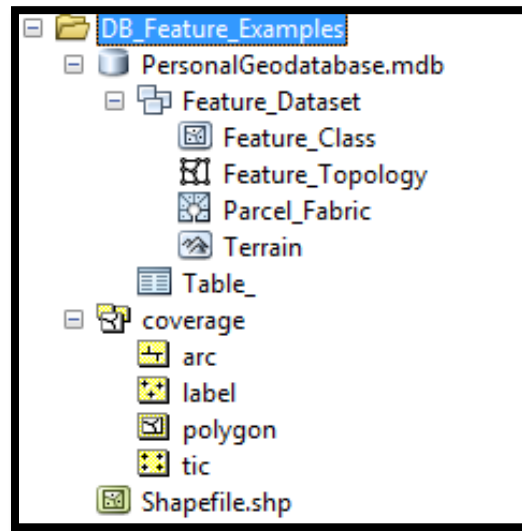 DB_Feature_Examples
PersonalGeodatabase.mdb
Feature_Dataset
Feature_Class
Feature_Topology
Parcel_Fabric
Terrain
Table_
coverage
arc
label
polygon
tic
Shapefile.shp